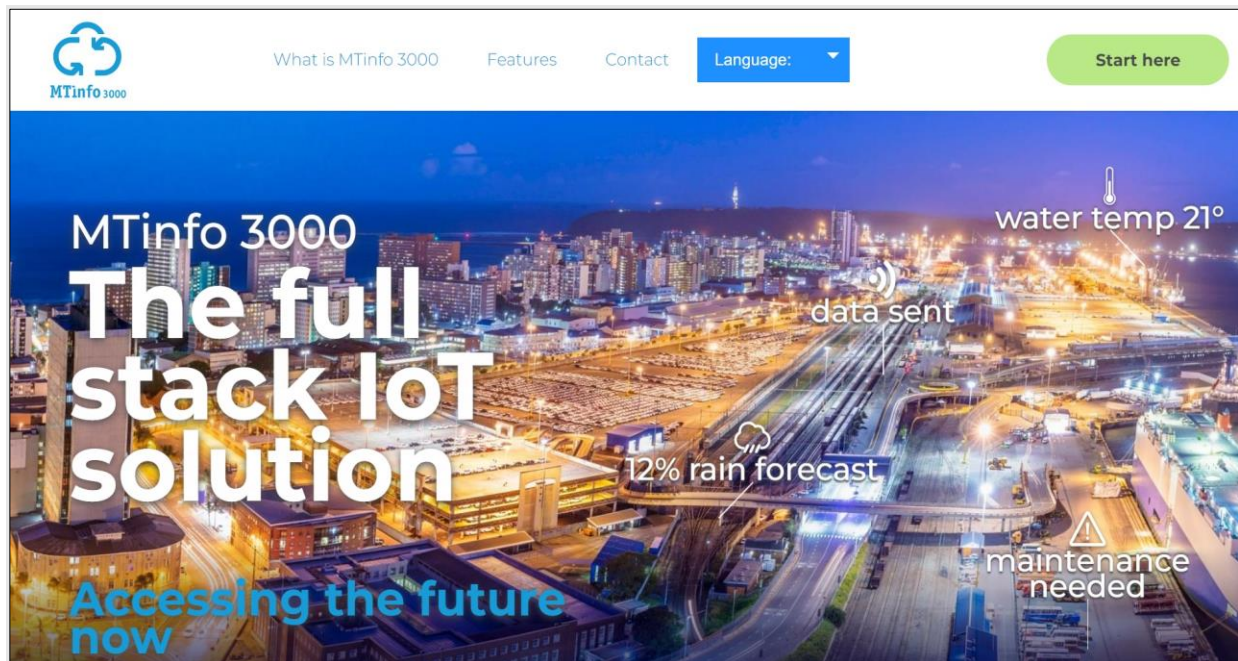 MTinfo 3000
What is MTinfo 3000
Features
Contact
Language:
Start here
MTinfo 3000
The full
stack IoT
solution
Accessing the future
now
water temp 21°
data sent
12% rain forecast
maintenance
needed